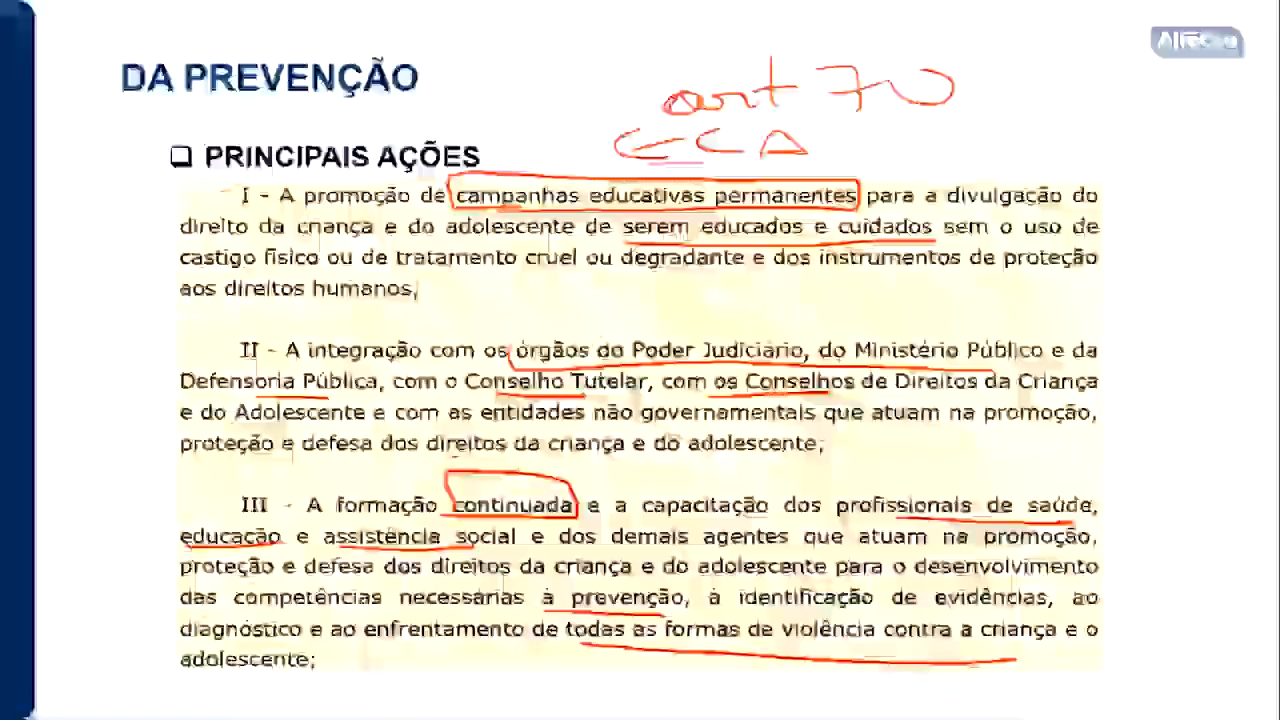 DA PREVENÇÃO
art 70
ECA
PRINCIPAIS AÇÕES
I - A promoção de campanhas educativas permanentes para a divulgação do
direito da criança e do adolescente de serem educados e cuidados sem o uso de
castigo físico ou de tratamento cruel ou degradante e dos instrumentos de proteção
aos direitos humanos;
II - A integração com os órgãos do Poder Judiciário, do Ministério Público e da
Defensoria Pública, com o Conselho Tutelar, com os Conselhos de Direitos da Criança
e do Adolescente e com as entidades não governamentais que atuam na promoção,
proteção e defesa dos direitos da criança e do adolescente;
III - A formação continuada e a capacitação dos profissionais de saúde,
educação e assistência social e dos demais agentes que atuam na promoção,
proteção e defesa dos direitos da criança e do adolescente para o desenvolvimento
das competências necessárias à prevenção, à identificação de evidências, ao
diagnóstico e ao enfrentamento de todas as formas de violência contra a criança e o
adolescente;